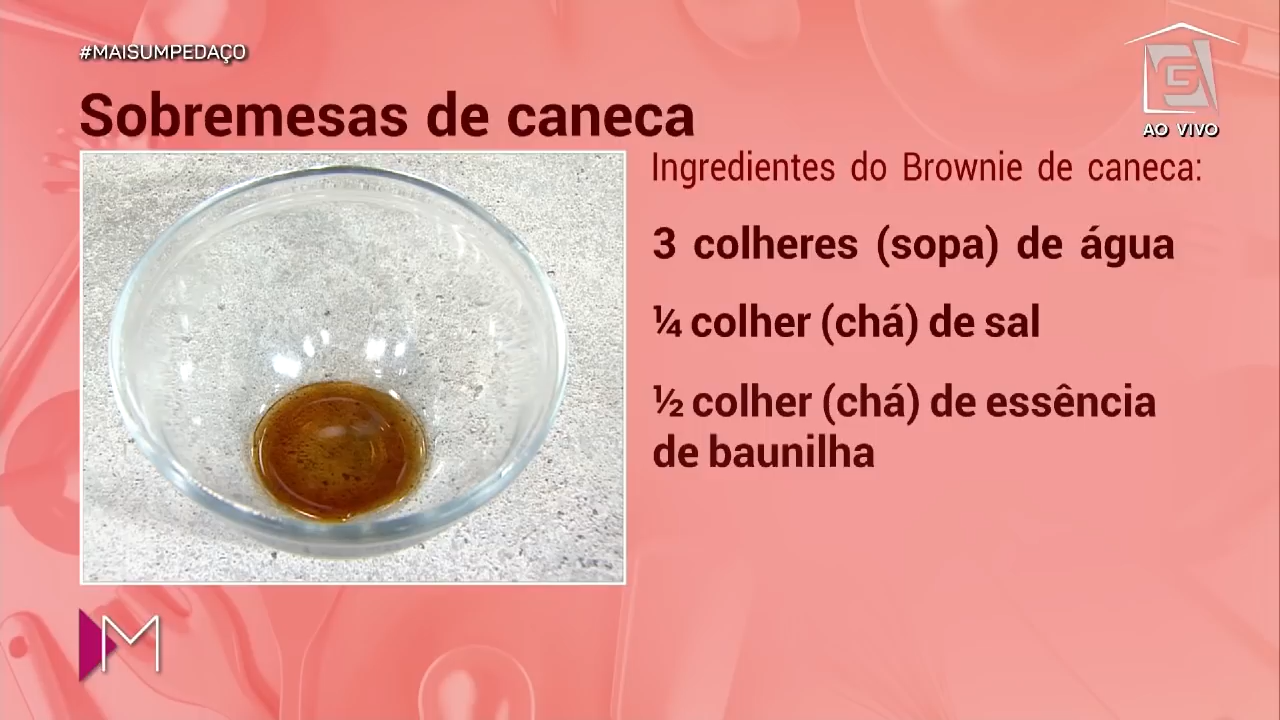 #MAISUMPEDAÇO
Sobremesas de caneca
G
AO VIVO
Ingredientes do Brownie de caneca:
3 colheres (sopa) de água
¼ colher (chá) de sal
½ colher (chá) de essência
de baunilha
M